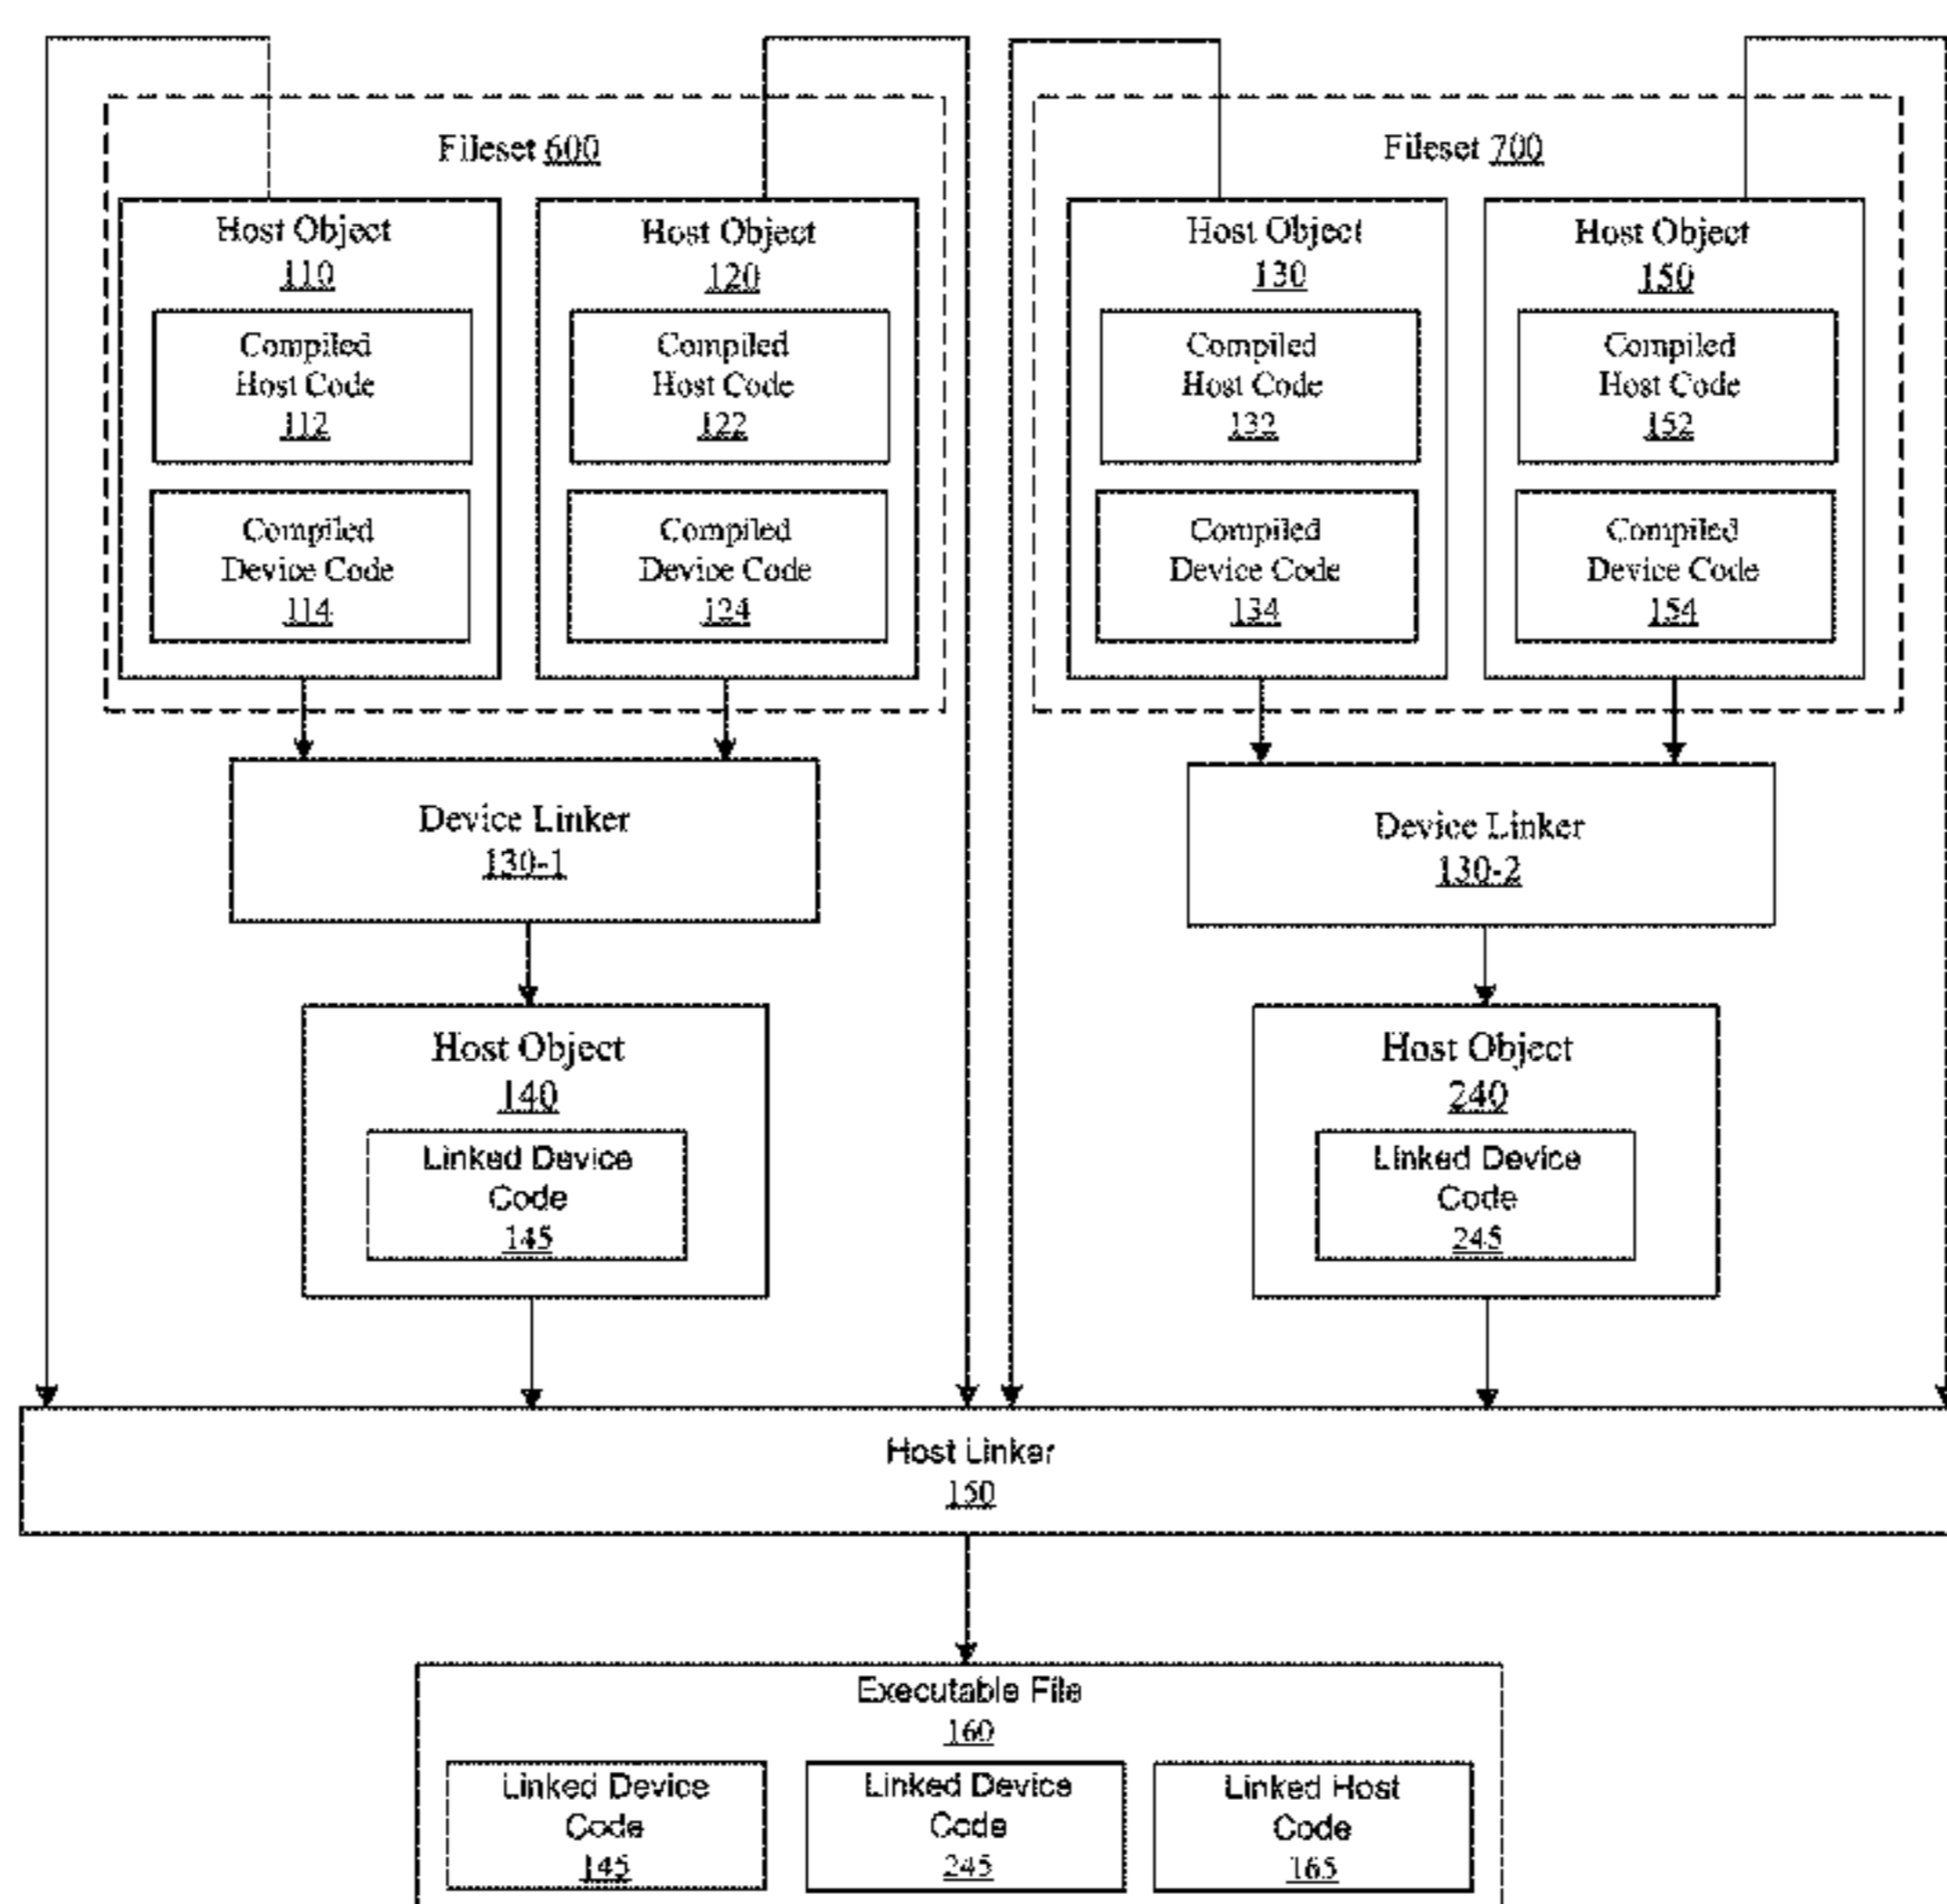 Fileset 600
Host Object
110
Compiled
Host Code
112
Compiled
Device Code
114
Host Object
120
Compiled
Host Code
122
Compiled
Device Code
124
Fileset 700
Host Object
130
Compiled
Host Code
132
Compiled
Device Code
134
Host Object
150
Compiled
Host Code
152
Compiled
Device Code
154
Device Linker
130-1
Device Linker
130-2
Host Object
140
Linked Device
Code
145
Host Object
240
Linked Device
Code
245
Host Linker
150
Executable File
160
Linked Device
Code
145
Linked Device
Code
245
Linked Host
Code
165